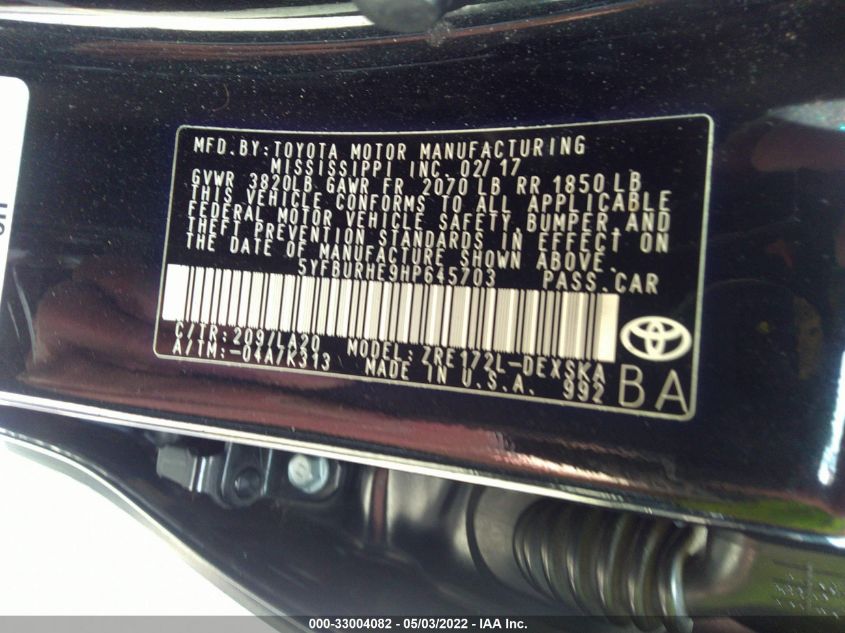 MFD. BY: TOYOTA MOTOR MANUFACTURING
MISSISSIPPI INC. 02/17
GVWR 3820LB GAWR FR 2070 LB RR 1850 LB
THIS VEHICLE CONFORMS TO ALL APPLICABLE
FEDERAL MOTOR VEHICLE SAFETY, BUMPER, AND
THEFT PREVENTION STANDARDS IN EFFECT ON
THE DATE OF MANUFACTURE SHOWN ABOVE.
5YFBURHE9HP645703 PASS. CAR
C/TR: 209/LA20 MODEL: ZRE172L-DEXSKA
A/TM: -04A/K313 MADE IN U.S.A. 992
BA
000-33004082 - 05/03/2022 - IAA Inc.